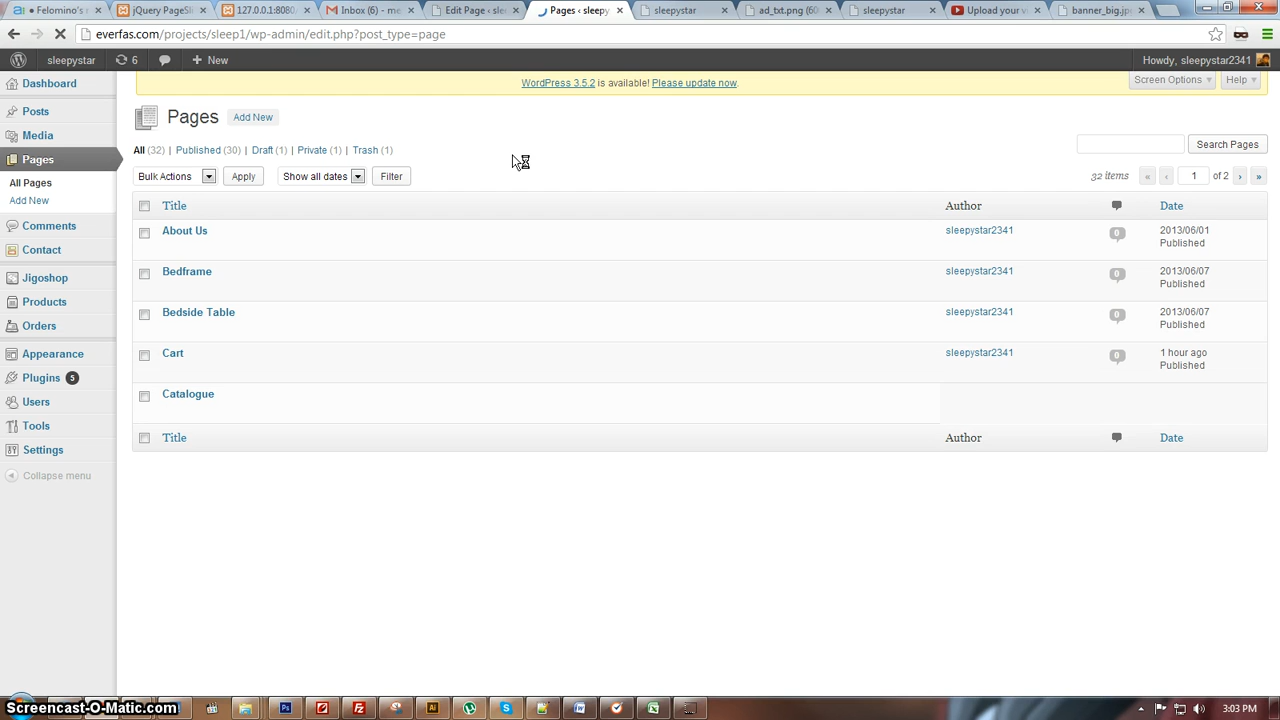 Felomino's x
jQuery PageSli x
127.0.0.1:8080 x
Inbox (6) - me x
Edit Page ‹ sle x
Pages ‹ sleepy x
sleepystar x
ad_txt.png (60 x
sleepystar x
Upload your v x
banner_big.jp x
everfas.com/projects/sleep1/wp-admin/edit.php?post_type=page
sleepystar 6 + New Howdy, sleepystar2341
WordPress 3.5.2 is available! Please update now.
Screen Options Help
Dashboard
Posts
Media
Pages
All Pages
Add New
Comments
Contact
Jigoshop
Products
Orders
Appearance
Plugins 5
Users
Tools
Settings
Collapse menu
Pages Add New
All (32) | Published (30) | Draft (1) | Private (1) | Trash (1)
Search Pages
Bulk Actions Apply Show all dates Filter 32 items « ‹ 1 of 2 › »
Title Author Date
About Us sleepystar2341 0 2013/06/01
Published
Bedframe sleepystar2341 0 2013/06/07
Published
Bedside Table sleepystar2341 0 2013/06/07
Published
Cart sleepystar2341 0 1 hour ago
Published
Catalogue
Title Author Date
Screencast-O-Matic.com
3:03 PM